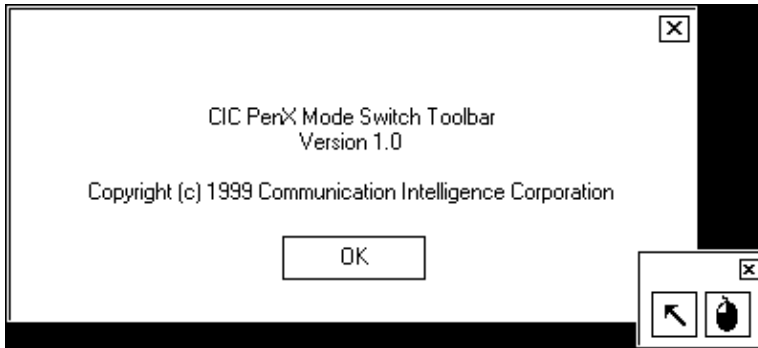 CIC PenX Mode Switch Toolbar
Version 1.0
Copyright (c) 1999 Communication Intelligence Corporation
OK